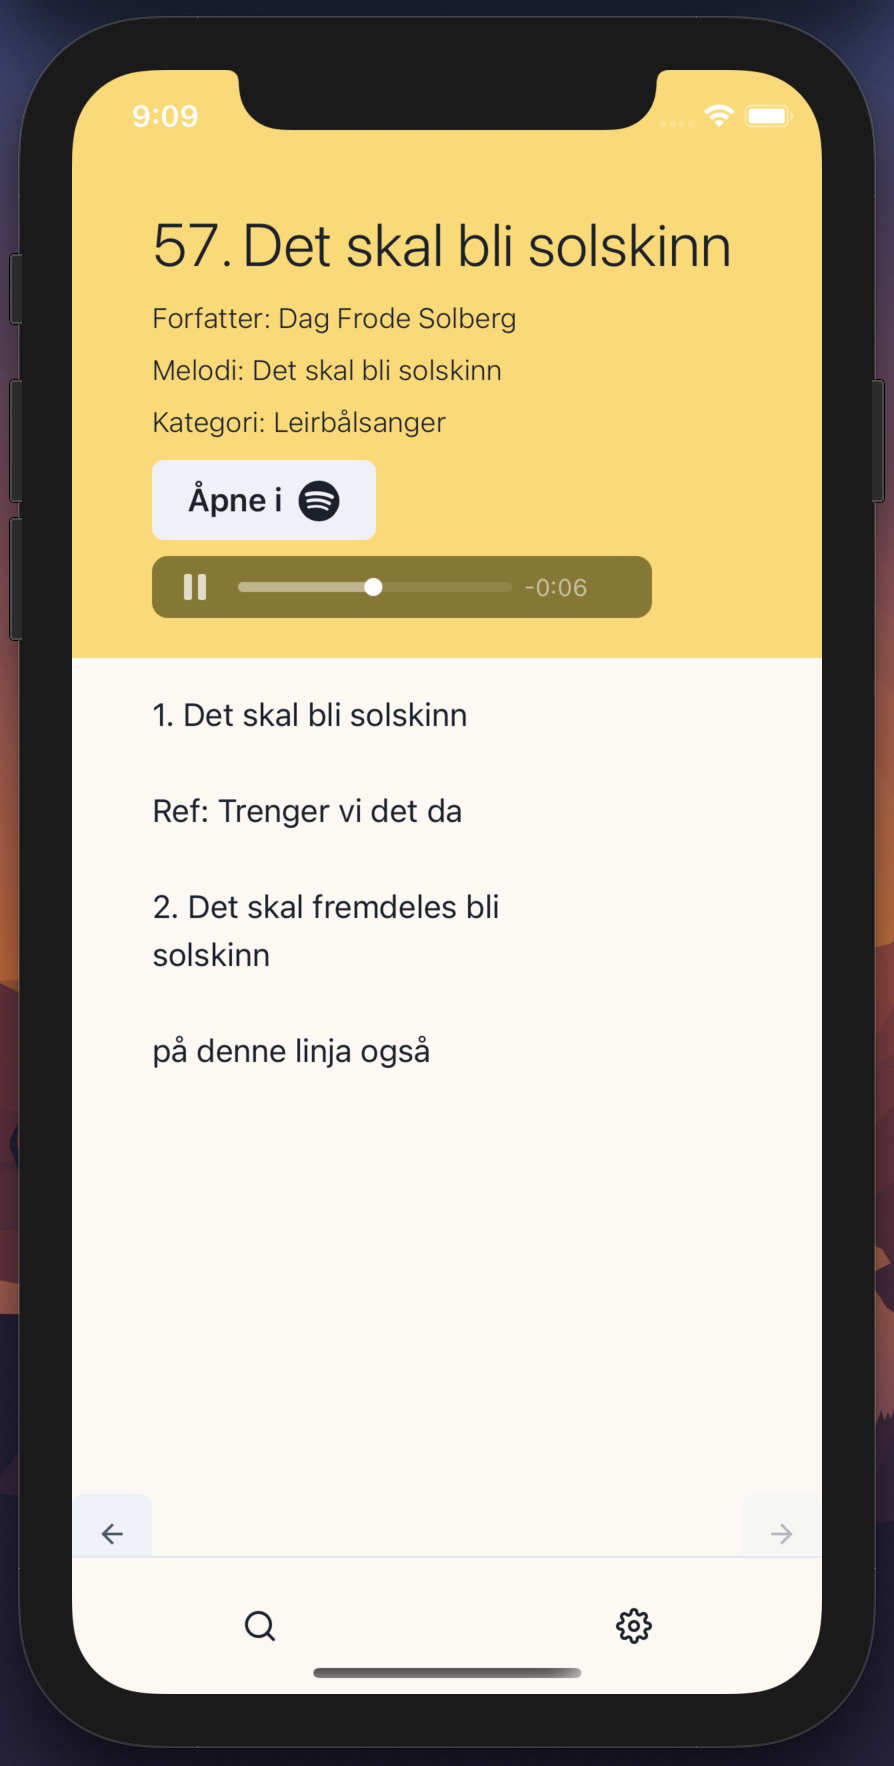 9:09
57. Det skal bli solskinn
Forfatter: Dag Frode Solberg
Melodi: Det skal bli solskinn
Kategori: Leirbålsanger
Åpne i
-0:06
1. Det skal bli solskinn
Ref: Trenger vi det da
2. Det skal fremdeles bli
solskinn
på denne linja også